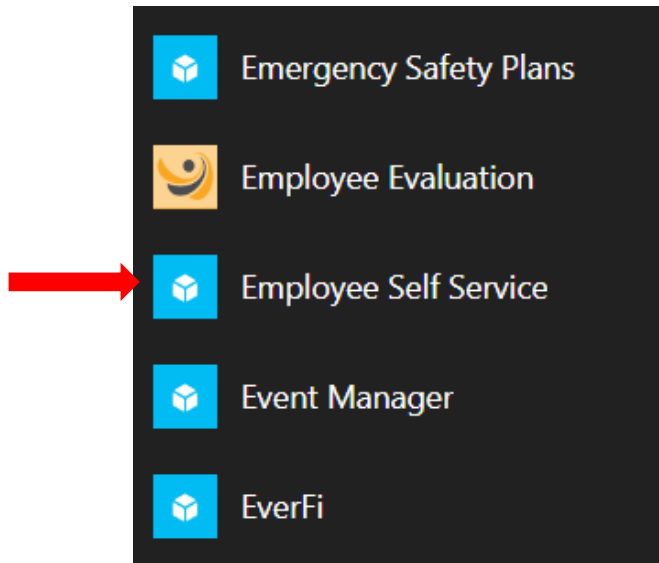 Emergency Safety Plans
Employee Evaluation
Employee Self Service
Event Manager
EverFi